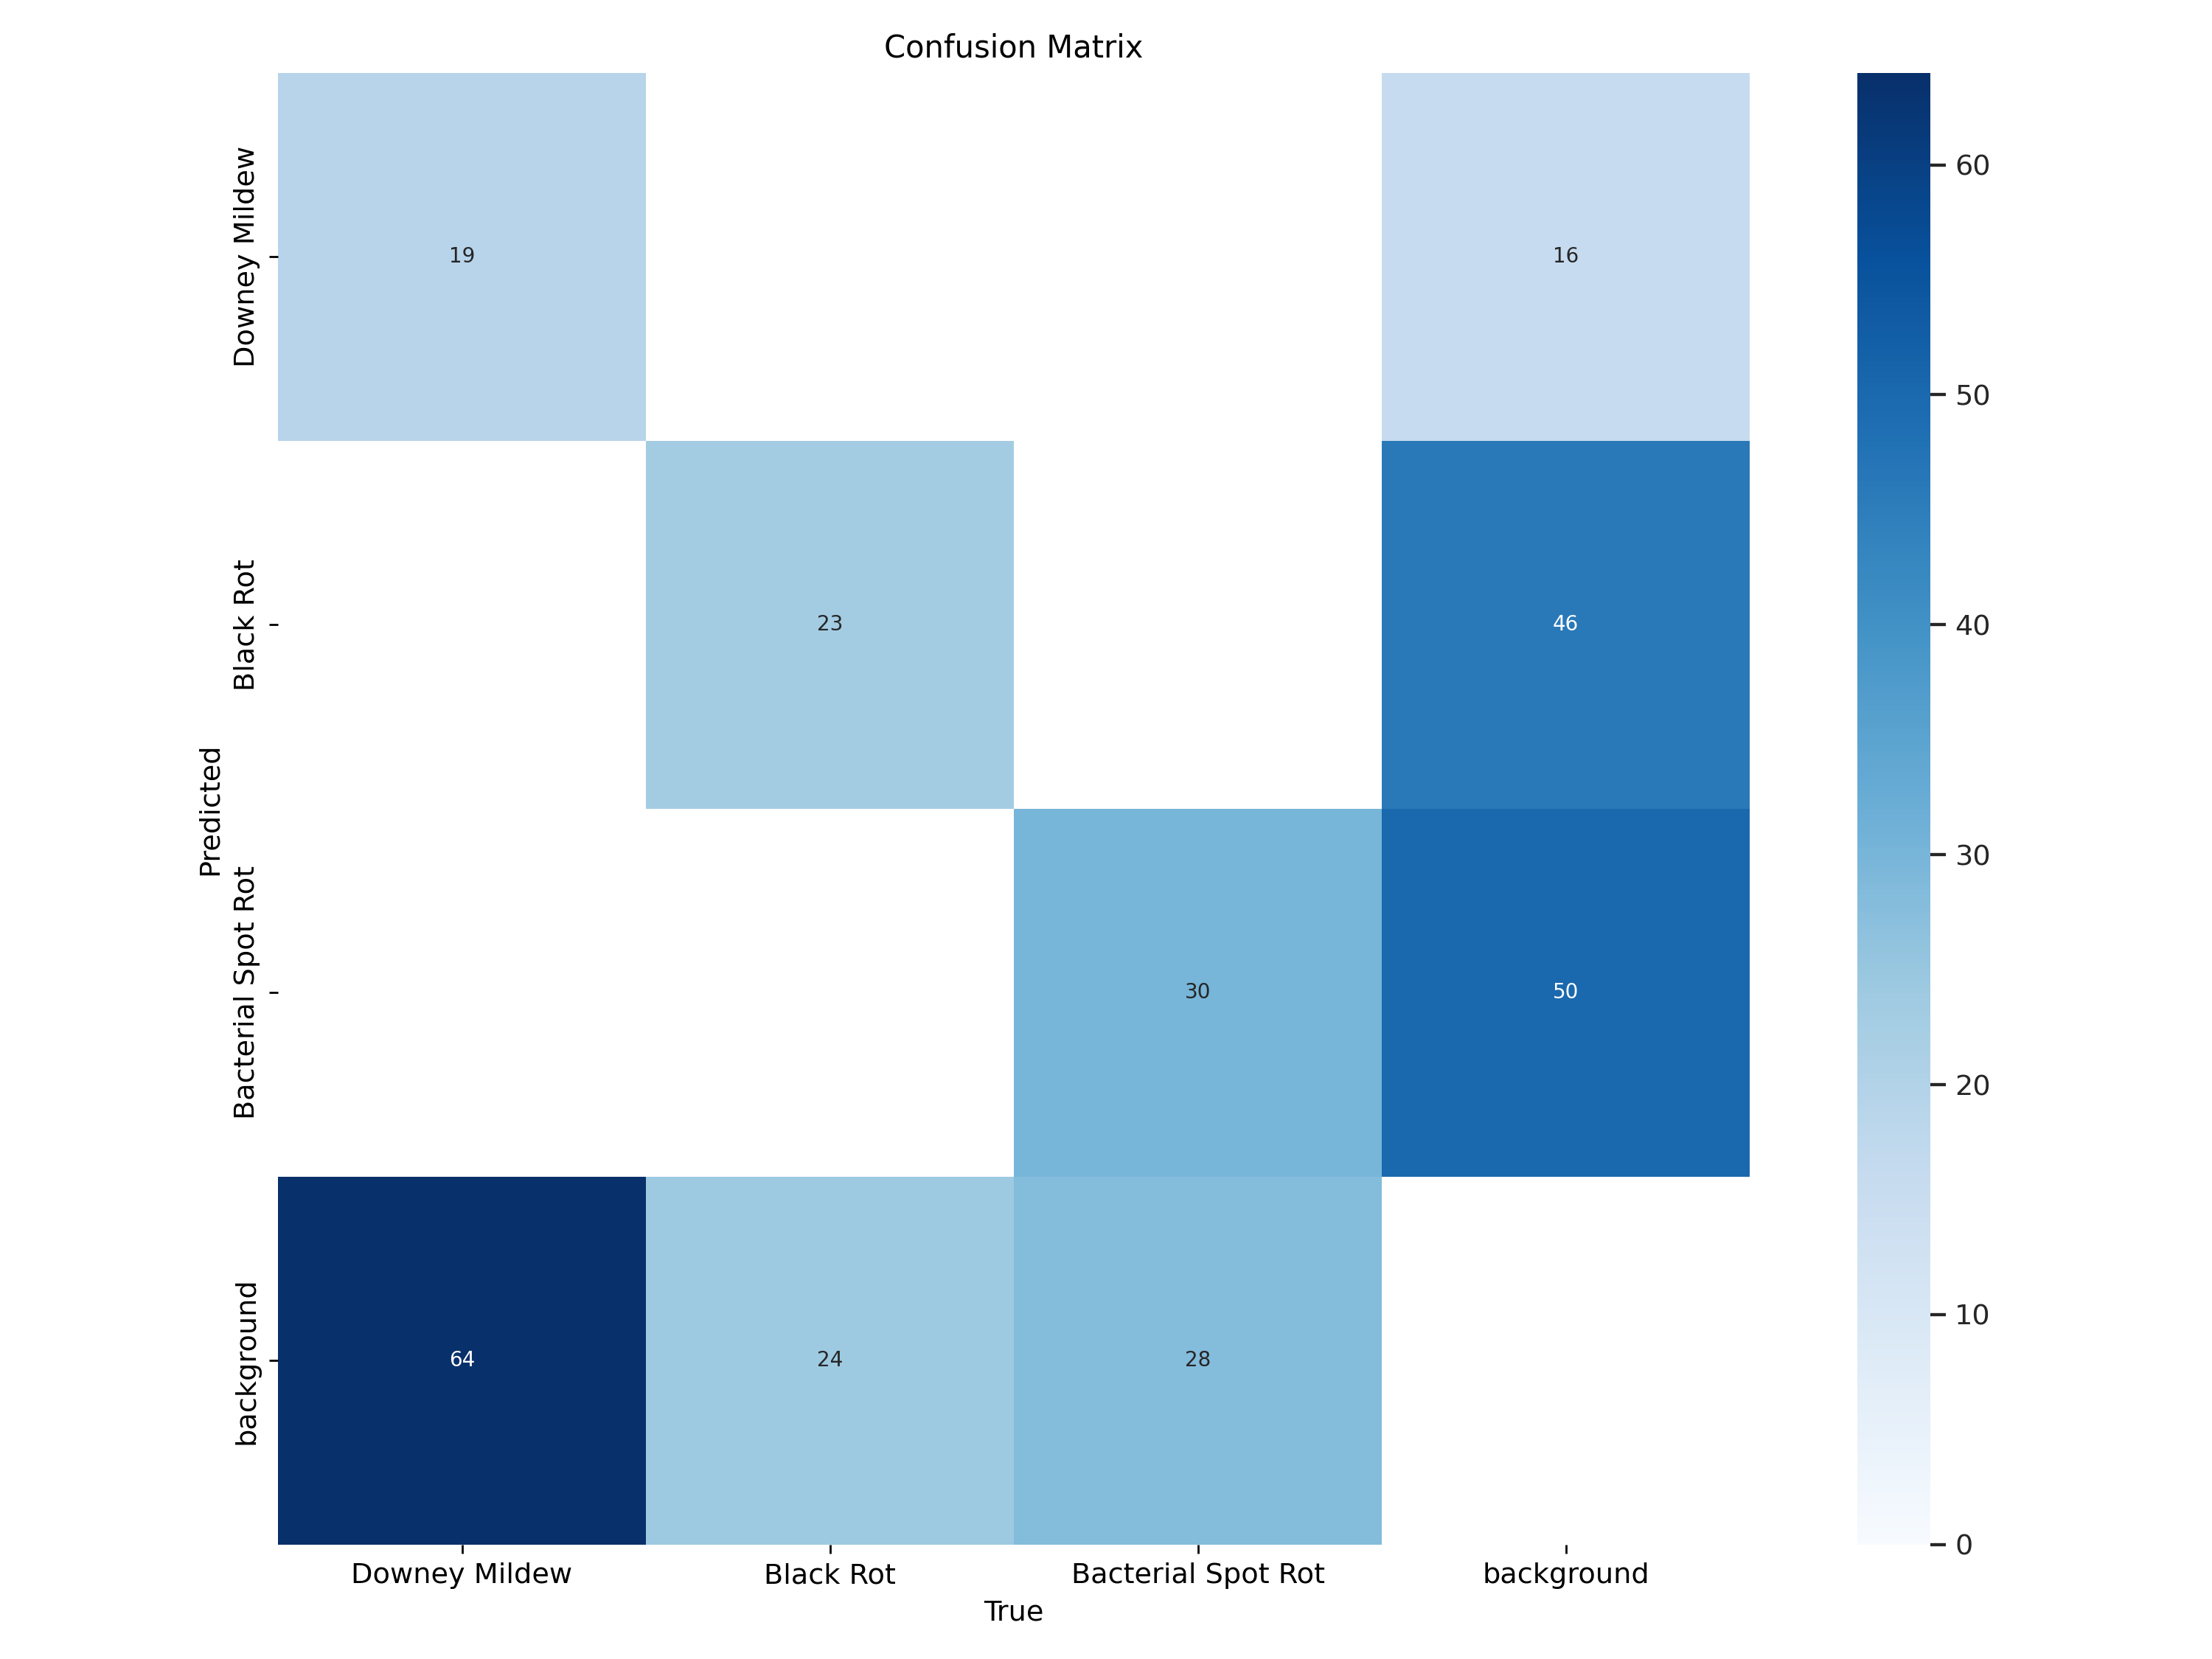 Confusion Matrix
Downey Mildew
Black Rot
Bacterial Spot Rot
background
Predicted
19
16
23
46
30
50
64
24
28
Downey Mildew
Black Rot
Bacterial Spot Rot
background
True
60
50
40
30
20
10
0